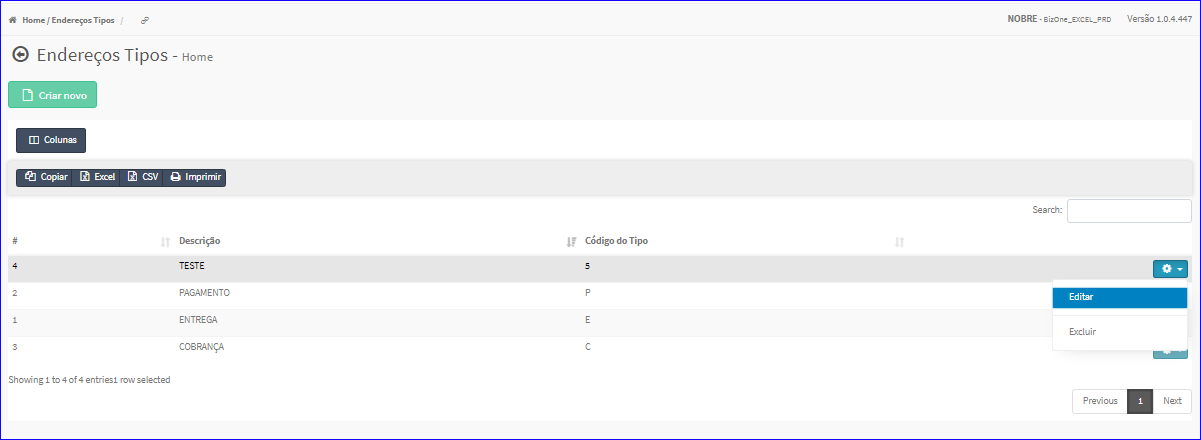 Home / Endereços Tipos /
NOBRE - BizOne_EXCEL_PRD Versão 1.0.4.447
Endereços Tipos - Home
Criar novo
Colunas
Copiar Excel CSV Imprimir
Search:
# Descrição Código do Tipo
4 TESTE 5
2 PAGAMENTO P
Editar
1 ENTREGA E
Excluir
3 COBRANÇA C
Showing 1 to 4 of 4 entries1 row selected
Previous 1 Next